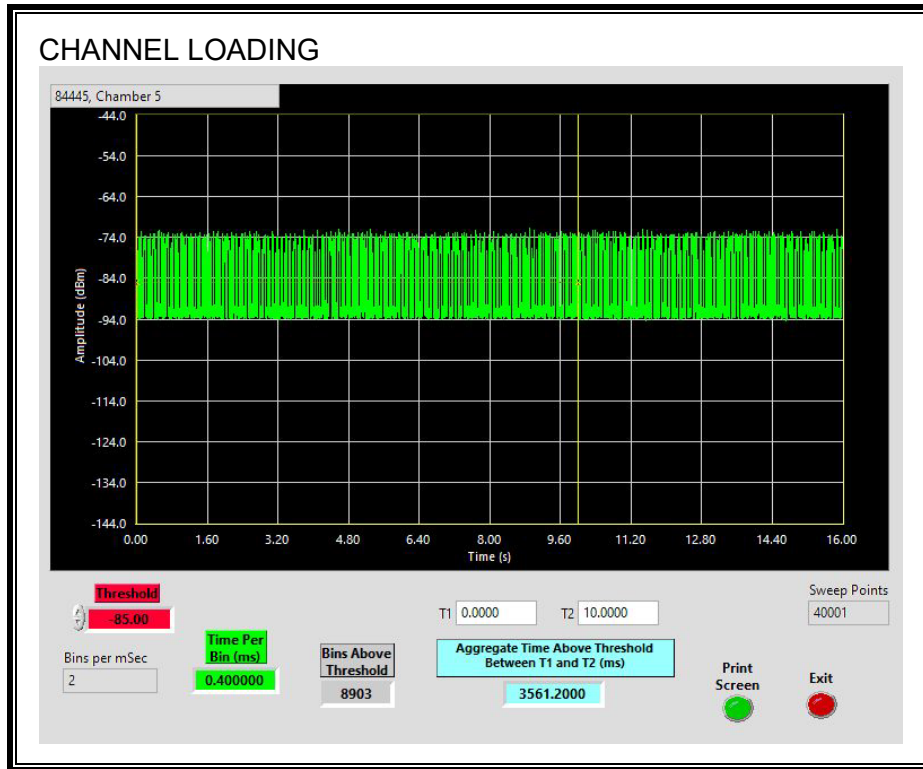 CHANNEL LOADING
84445, Chamber 5
-44.0
-54.0
-64.0
-74.0
-84.0
-94.0
-104.0
-114.0
-124.0
-134.0
-144.0
Amplitude (dBm)
0.00 1.60 3.20 4.80 6.40 8.00 9.60 11.20 12.80 14.40 16.00
Time (s)
Threshold
-85.00
Bins per mSec
2
Time Per
Bin (ms)
0.400000
Bins Above
Threshold
8903
T1 0.0000 T2 10.0000
Aggregate Time Above Threshold
Between T1 and T2 (ms)
3561.2000
Sweep Points
40001
Print
Screen
Exit